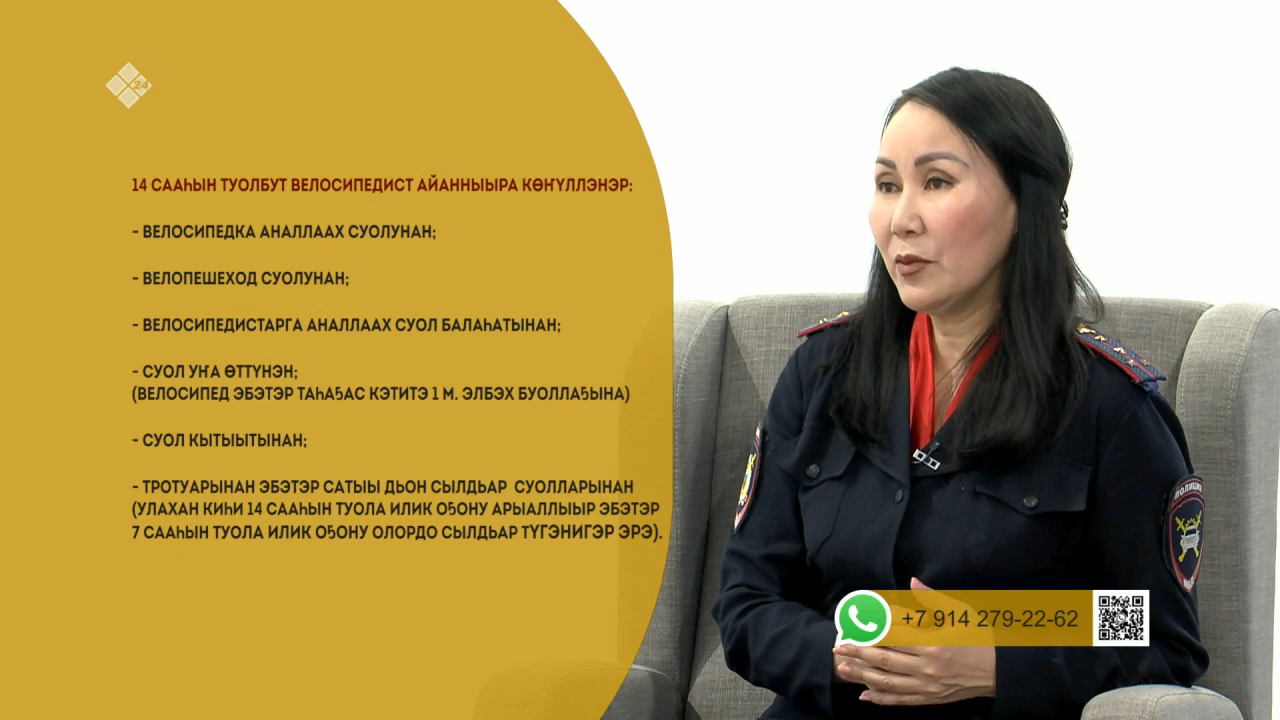 24
14 СААҺЫН ТУОЛБУТ ВЕЛОСИПЕДИСТ АЙАННЫЫРА КӨҤҮЛЛЭНЭР:
- ВЕЛОСИПЕДКА АНАЛЛААХ СУОЛУНАН;
- ВЕЛОПЕШЕХОД СУОЛУНАН;
- ВЕЛОСИПЕДИСТАРГА АНАЛЛААХ СУОЛ БАЛАҺАТЫНАН;
- СУОЛ УҤА ӨТТҮНЭН;
(ВЕЛОСИПЕД ЭБЭТЭР ТАҺАҔАС КЭТИТЭ 1 М. ЭЛБЭХ БУОЛЛАҔЫНА)
- СУОЛ КЫТЫЫТЫНАН;
- ТРОТУАРЫНАН ЭБЭТЭР САТЫЫ ДЬОН СЫЛДЬАР СУОЛЛАРЫНАН
(УЛАХАН КИҺИ 14 СААҺЫН ТУОЛА ИЛИК ОҔОНУ АРЫАЛЛЫЫР ЭБЭТЭР
7 СААҺЫН ТУОЛА ИЛИК ОҔОНУ ОЛОРДО СЫЛДЬАР ТҮГЭНИГЭР ЭРЭ).
ПОЛИЦИЯ
+7 914 279-22-62